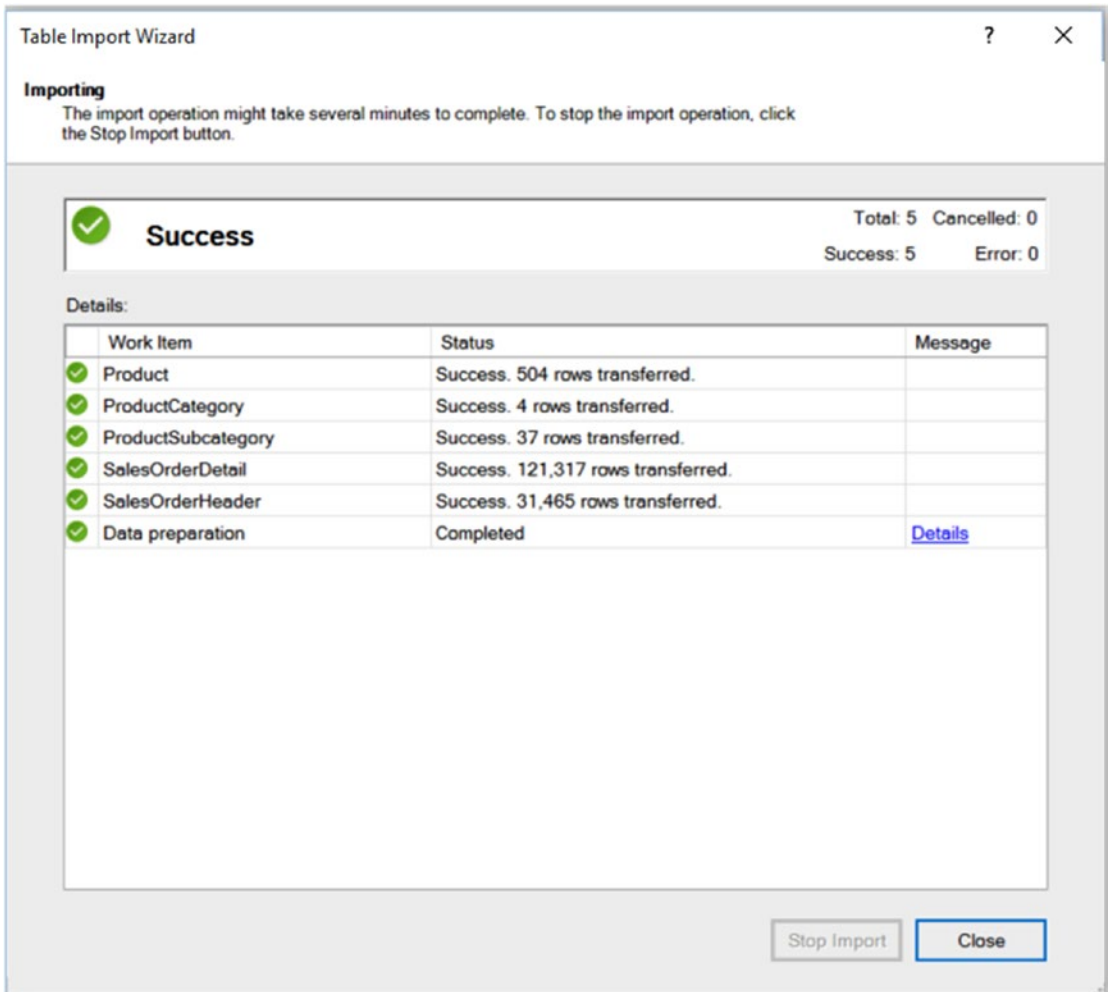 Table Import Wizard ? ×
Importing
The import operation might take several minutes to complete. To stop the import operation, click
the Stop Import button.
Success
Total: 5 Cancelled: 0
Success: 5 Error: 0
Details:
Work Item Status Message
Product Success. 504 rows transferred.
ProductCategory Success. 4 rows transferred.
ProductSubcategory Success. 37 rows transferred.
SalesOrderDetail Success. 121,317 rows transferred.
SalesOrderHeader Success. 31,465 rows transferred.
Data preparation Completed Details
Stop Import Close